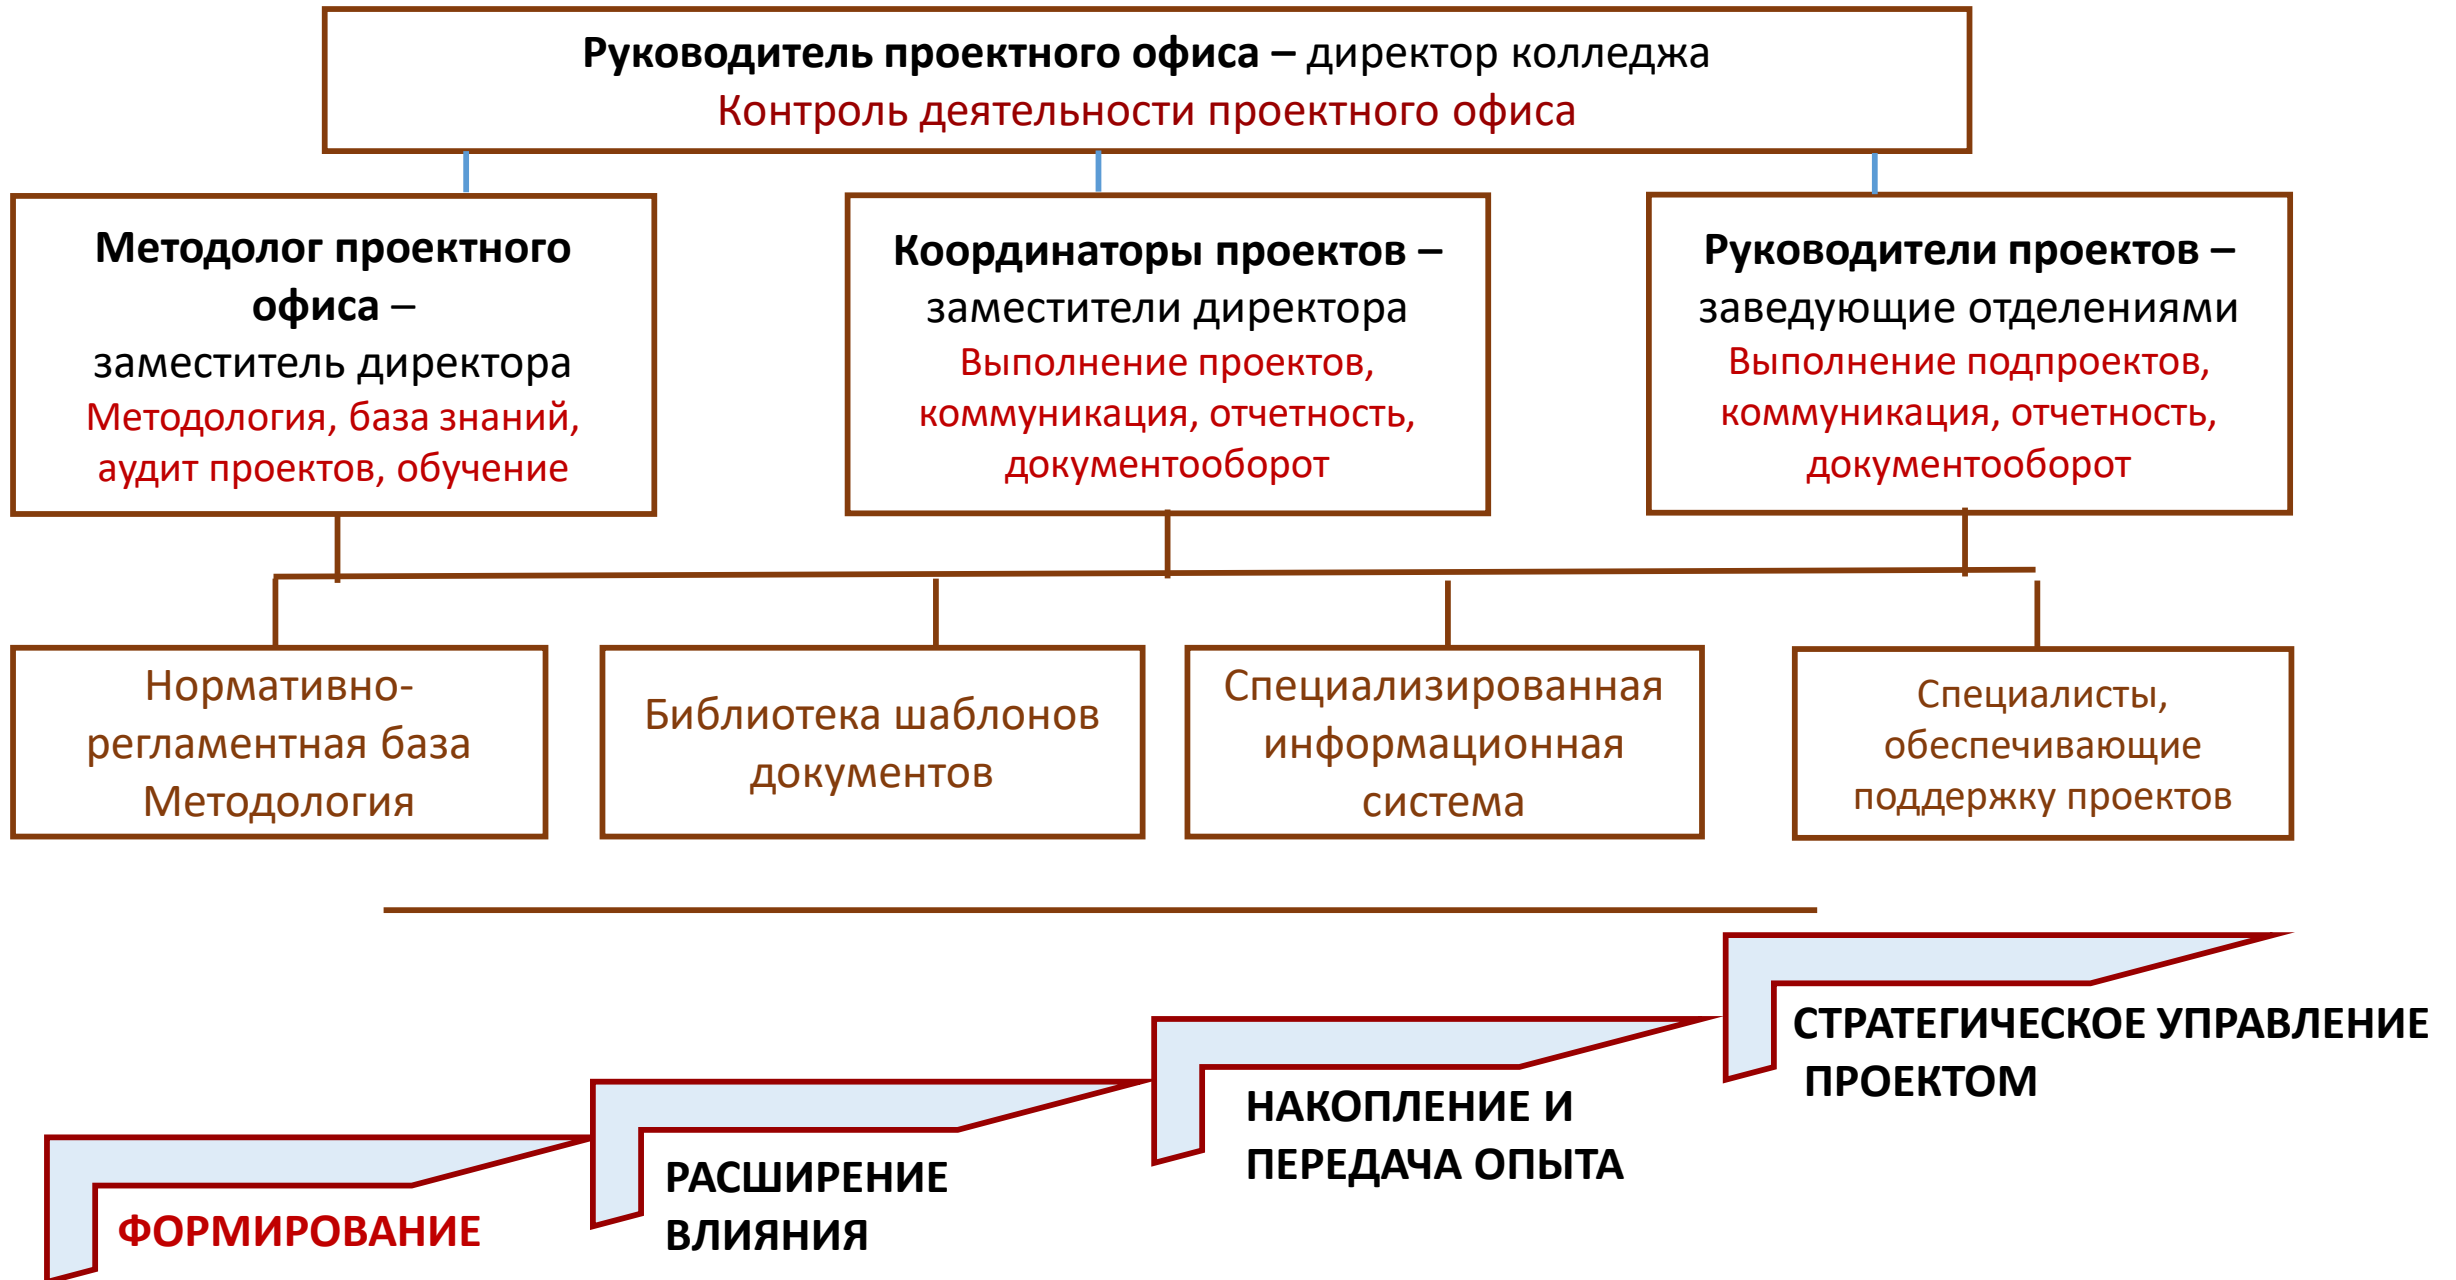 Руководитель проектного офиса – директор колледжа
Контроль деятельности проектного офиса
Методолог проектного
офиса –
заместитель директора
Методология, база знаний,
аудит проектов, обучение
Координаторы проектов –
заместители директора
Выполнение проектов,
коммуникация, отчетность,
документооборот
Руководители проектов –
заведующие отделениями
Выполнение подпроектов,
коммуникация, отчетность,
документооборот
Нормативно-
регламентная база
Методология
Библиотека шаблонов
документов
Специализированная
информационная
система
Специалисты,
обеспечивающие
поддержку проектов
ФОРМИРОВАНИЕ
РАСШИРЕНИЕ
ВЛИЯНИЯ
НАКОПЛЕНИЕ И
ПЕРЕДАЧА ОПЫТА
СТРАТЕГИЧЕСКОЕ УПРАВЛЕНИЕ
ПРОЕКТОМ